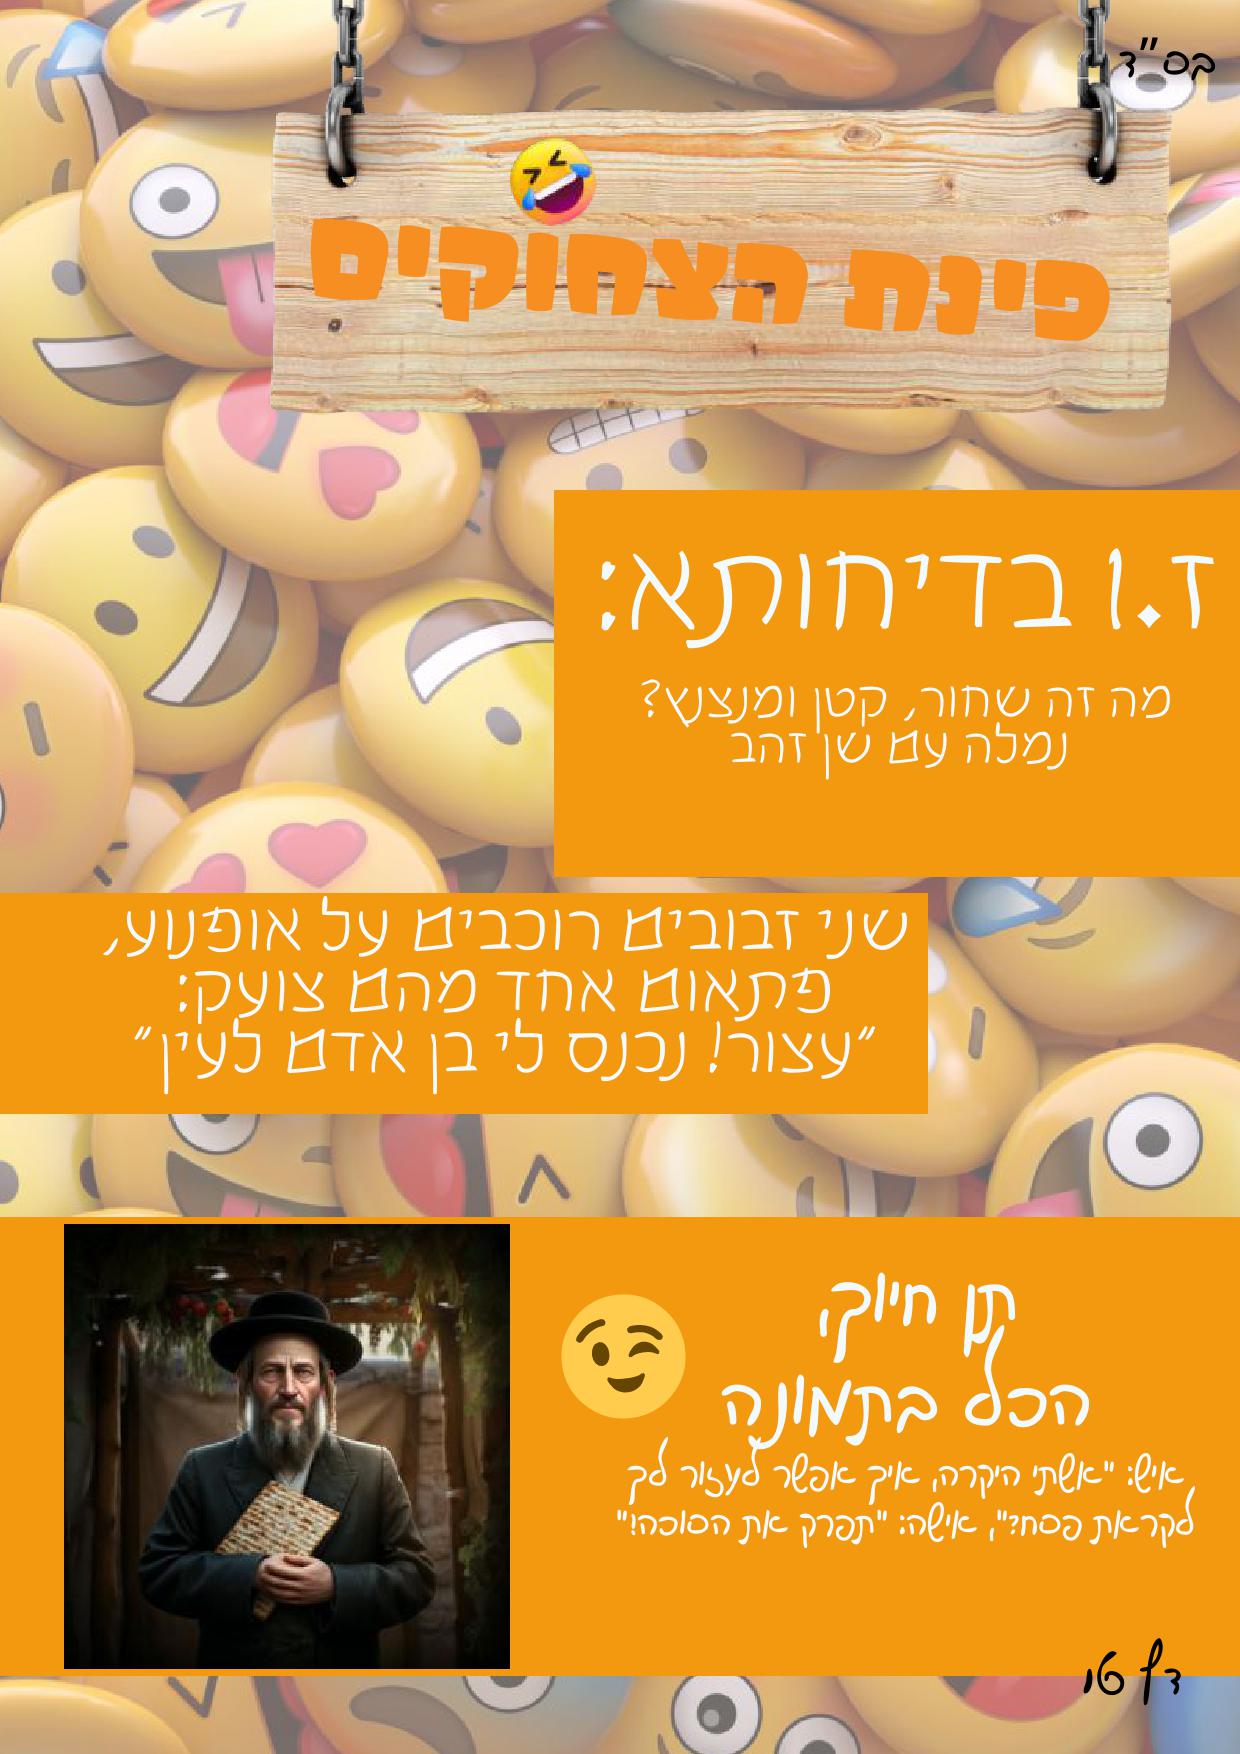 בס"ד
פינת הצחוקים
ז.ו בדיחותא:
מה זה שחור, קטן ומנצנץ?
נמלה עם שן זהב
שני זבובים רוכבים על אופנוע,
פתאום אחד מהם צועק:
"עצור! נכנס לי בן אדם לעין"
תן חיוך
הכל בתמונה
איש: "אשתי היקרה, איך אפשר לעזור לך
לקראת פסח?", אישה: "תפרק את הסוכה!"
דף טו